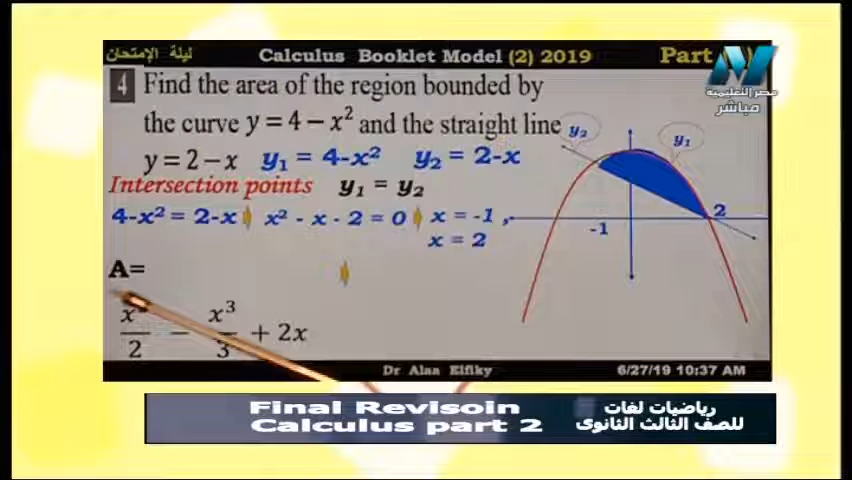 ليلة الإمتحان Calculus Booklet Model (2) 2019 Part
مصر التعليمية
مباشر
4 Find the area of the region bounded by
the curve y = 4 − x² and the straight line
y = 2 − x y₁ = 4-x² y₂ = 2-x
y₂
y₁
Intersection points y₁ = y₂
4-x² = 2-x x² - x - 2 = 0 x = -1 ,
x = 2
-1
2
A=
x³/3 + 2x
Dr Alaa Elfiky 6/27/19 10:37 AM
Final Revisoin
Calculus part 2
رياضيات لغات
للصف الثالث الثانوى